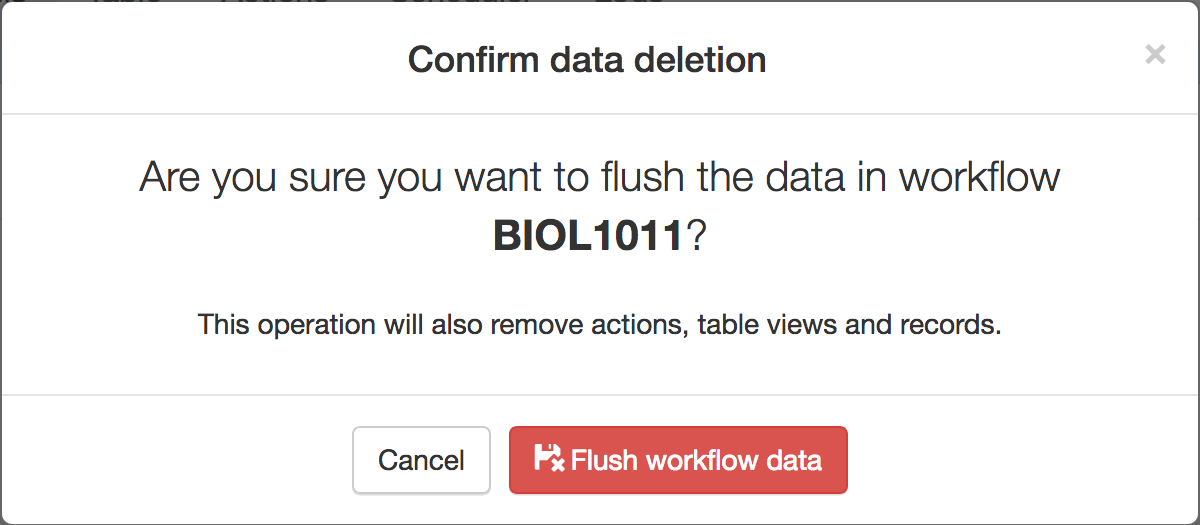 Confirm data deletion
×
Are you sure you want to flush the data in workflow
BIOL1011?
This operation will also remove actions, table views and records.
Cancel
Flush workflow data